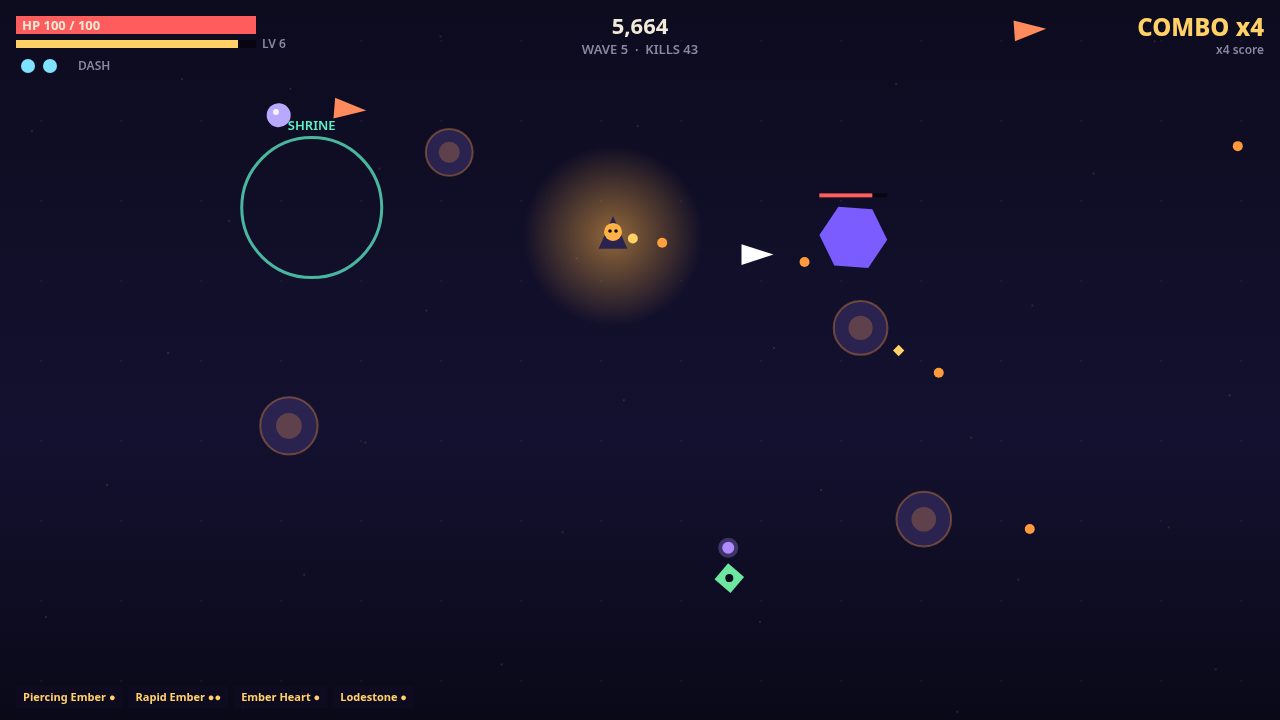 HP 100 / 100
LV 6
DASH
5,664
WAVE 5 · KILLS 43
COMBO x4
x4 score
SHRINE
Piercing Ember ●
Rapid Ember ●●
Ember Heart ●
Lodestone ●